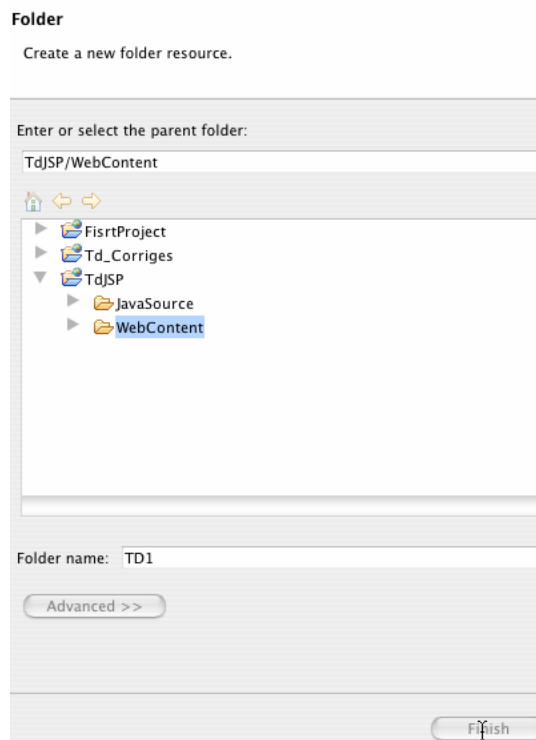 Folder
Create a new folder resource.
Enter or select the parent folder:
TdJSP/WebContent
FisrtProject
Td_Corriges
TdJSP
JavaSource
WebContent
Folder name: TD1
Advanced >>
Finish